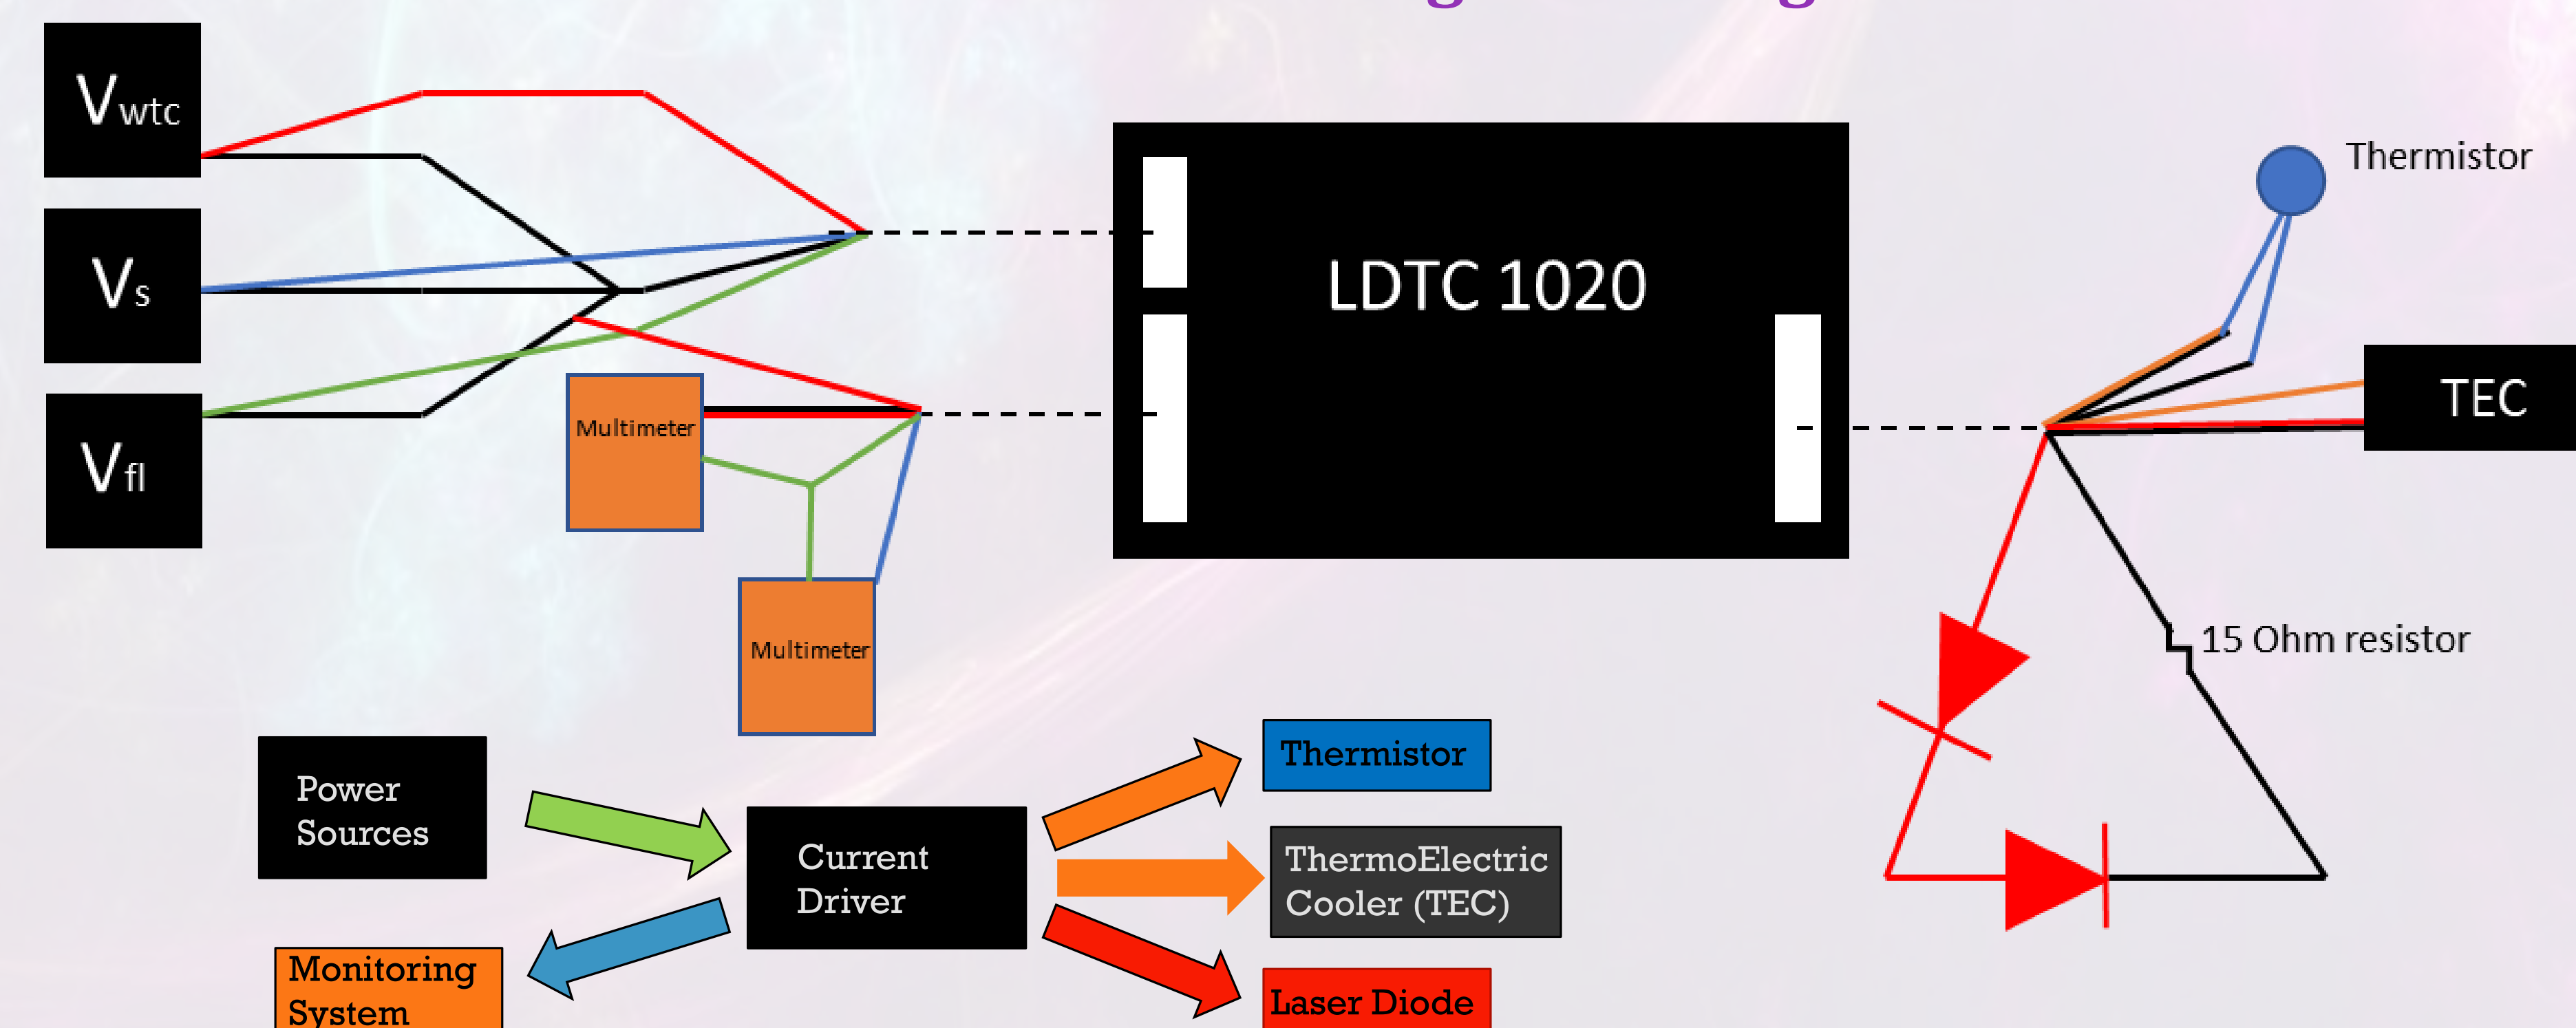 Vwtc
Vs
Vfl
Multimeter
Multimeter
LDTC 1020
Thermistor
TEC
15 Ohm resistor
Power
Sources
Current
Driver
Monitoring
System
Thermistor
ThermoElectric
Cooler (TEC)
Laser Diode